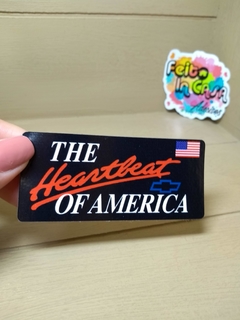 Feito
in Casa
THE
Heartbeat
OF AMERICA